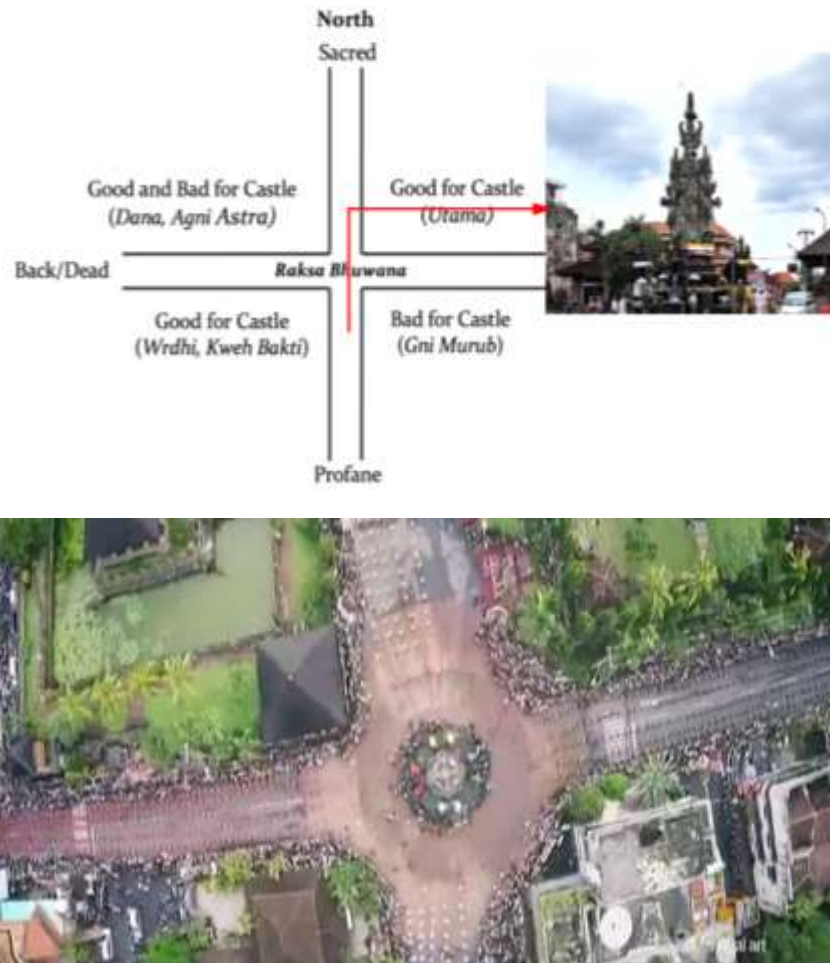 North
Sacred
Good and Bad for Castle
(Dana, Agni Astra)
Good for Castle
(Utama)
Back/Dead
Raksa Bhuwana
Good for Castle
(Wrdhi, Kweh Bakti)
Bad for Castle
(Gni Murub)
Profane
art